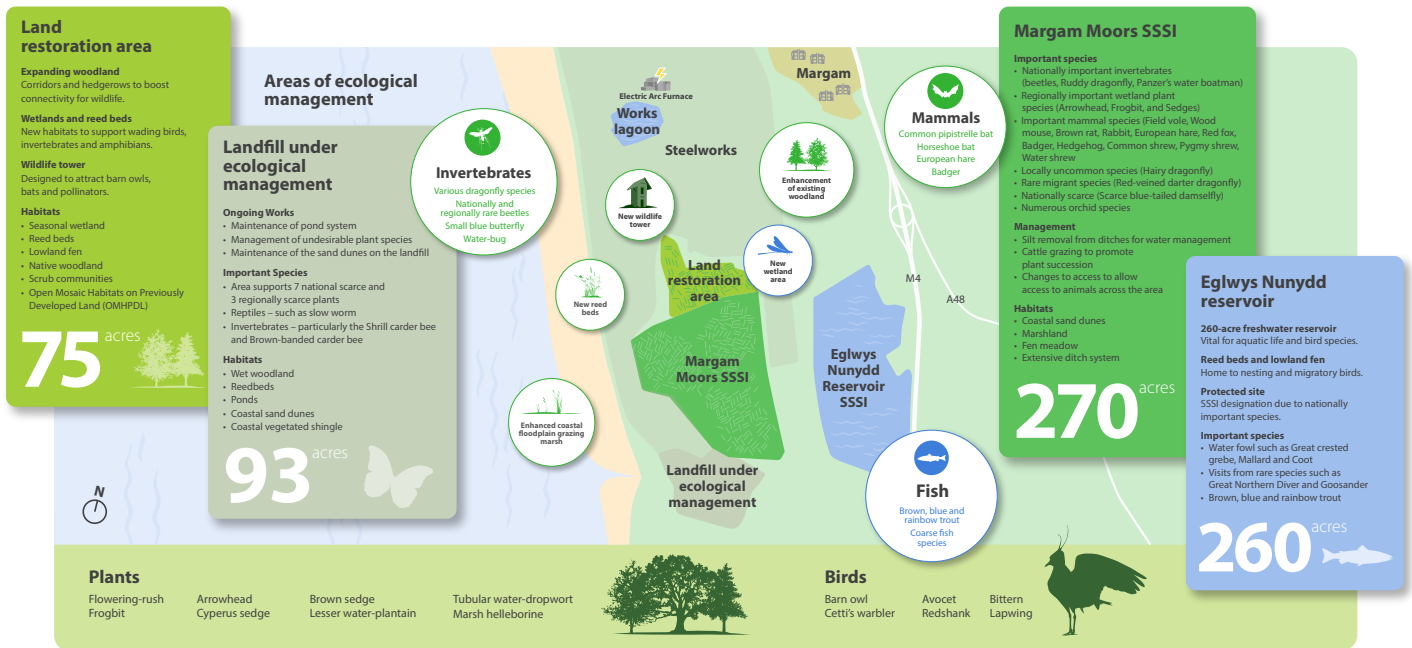 Land
restoration area
Expanding woodland
Corridors and hedgerows to boost
connectivity for wildlife.
Wetlands and reed beds
New habitats to support wading birds,
invertebrates and amphibians.
Wildlife tower
Designed to attract barn owls,
bats and pollinators.
Habitats
• Seasonal wetland
• Reed beds
• Lowland fen
• Native woodland
• Scrub communities
• Open Mosaic Habitats on Previously
Developed Land (OMHPDL)
75 acres
Areas of ecological
management
Landfill under
ecological
management
Ongoing Works
• Maintenance of pond system
• Management of undesirable plant species
• Maintenance of the sand dunes on the landfill
Important Species
• Area supports 7 national scarce and
3 regionally scarce plants
• Reptiles – such as slow worm
• Invertebrates – particularly the Shrill carder bee
and Brown-banded carder bee
Habitats
• Wet woodland
• Reedbeds
• Ponds
• Coastal sand dunes
• Coastal vegetated shingle
93 acres
N
Invertebrates
Various dragonfly species
Nationally and
regionally rare beetles
Small blue butterfly
Water-bug
Electric Arc Furnace
Works
lagoon
Steelworks
Margam
New wildlife
tower
Enhancement
of existing
woodland
New
wetland
area
New reed
beds
Enhanced coastal
floodplain grazing
marsh
Land
restoration
area
Margam
Moors SSSI
Eglwys
Nunydd
Reservoir
SSSI
Landfill under
ecological
management
M4
A48
Mammals
Common pipistrelle bat
Horseshoe bat
European hare
Badger
Fish
Brown, blue and
rainbow trout
Coarse fish
species
Margam Moors SSSI
Important species
• Nationally important invertebrates
(beetles, Ruddy dragonfly, Panzer's water boatman)
• Regionally important wetland plant
species (Arrowhead, Frogbit, and Sedges)
• Important mammal species (Field vole, Wood
mouse, Brown rat, Rabbit, European hare, Red fox,
Badger, Hedgehog, Common shrew, Pygmy shrew,
Water shrew
• Locally uncommon species (Hairy dragonfly)
• Rare migrant species (Red-veined darter dragonfly)
• Nationally scarce (Scarce blue-tailed damselfly)
• Numerous orchid species
Management
• Silt removal from ditches for water management
• Cattle grazing to promote
plant succession
• Changes to access to allow
access to animals across the area
Habitats
• Coastal sand dunes
• Marshland
• Fen meadow
• Extensive ditch system
270 acres
Eglwys Nunydd
reservoir
260-acre freshwater reservoir
Vital for aquatic life and bird species.
Reed beds and lowland fen
Home to nesting and migratory birds.
Protected site
SSSI designation due to nationally
important species.
Important species
• Water fowl such as Great crested
grebe, Mallard and Coot
• Visits from rare species such as
Great Northern Diver and Goosander
• Brown, blue and rainbow trout
260 acres
Plants
Flowering-rush Arrowhead Brown sedge Tubular water-dropwort
Frogbit Cyperus sedge Lesser water-plantain Marsh helleborine
Birds
Barn owl Avocet Bittern
Cetti's warbler Redshank Lapwing